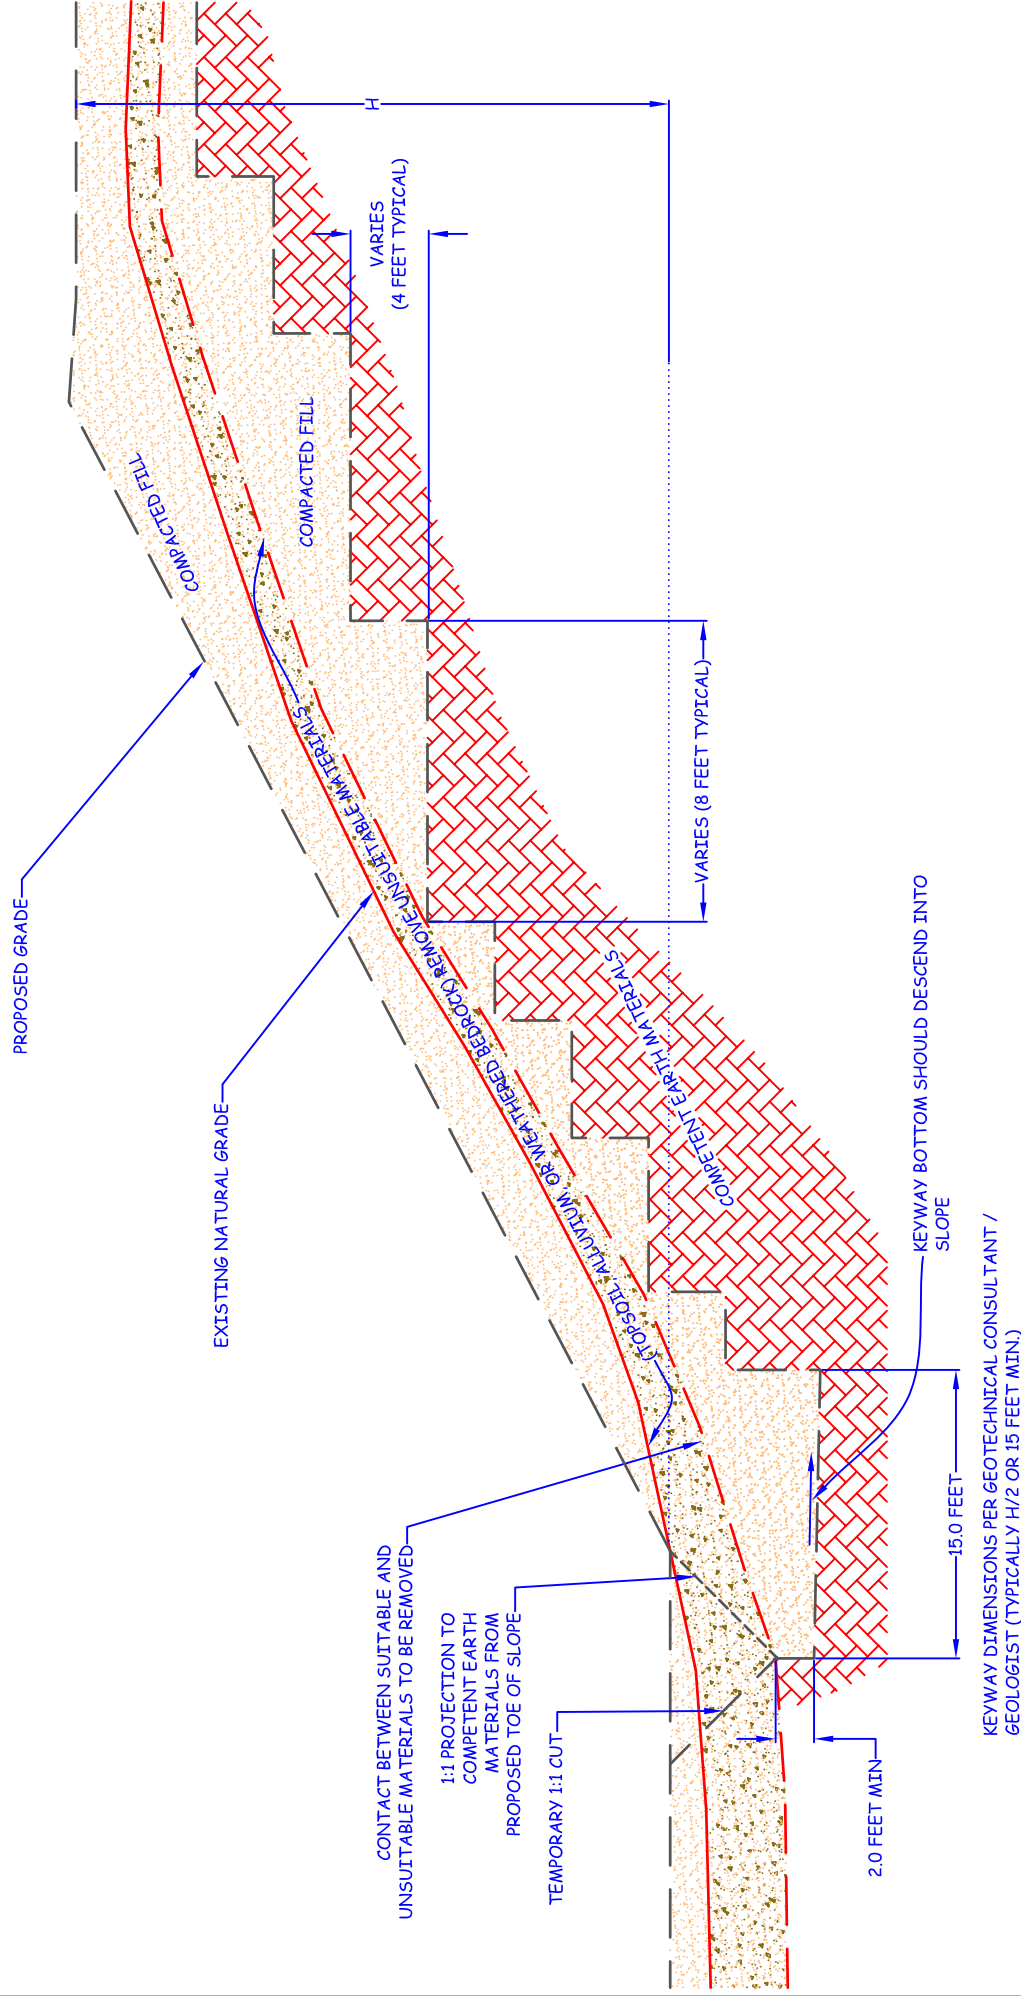 PROPOSED GRADE
EXISTING NATURAL GRADE
CONTACT BETWEEN SUITABLE AND
UNSUITABLE MATERIALS TO BE REMOVED
1:1 PROJECTION TO
COMPETENT EARTH
MATERIALS FROM
PROPOSED TOE OF SLOPE
TEMPORARY 1:1 CUT
COMPACTED FILL
COMPACTED FILL
(TOPSOIL, ALLUVIUM, OR WEATHERED BEDROCK) REMOVE UNSUITABLE MATERIALS
COMPETENT EARTH MATERIALS
H
VARIES
(4 FEET TYPICAL)
VARIES (8 FEET TYPICAL)
2.0 FEET MIN
KEYWAY BOTTOM SHOULD DESCEND INTO
SLOPE
15.0 FEET
KEYWAY DIMENSIONS PER GEOTECHNICAL CONSULTANT /
GEOLOGIST (TYPICALLY H/2 OR 15 FEET MIN.)